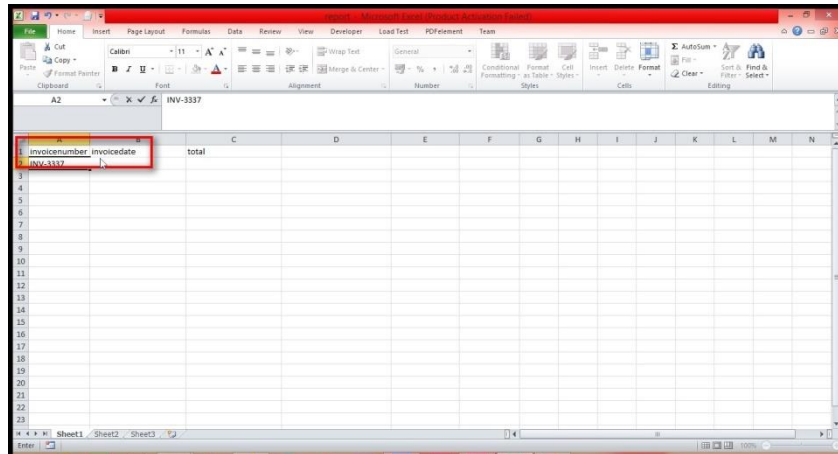 report - Microsoft Excel (Product Activation Failed)
File Home Insert Page Layout Formulas Data Review View Developer Load Test PDFelement Team
Cut Calibri 11 A A Wrap Text General Σ AutoSum
Paste Copy Fill
Format Painter B I U A Merge & Center % , Conditional Formatting Format as Table Cell Styles Insert Delete Format Clear Sort & Filter Find & Select
Clipboard Font Alignment Number Styles Cells Editing
A2 fx INV-3337
A B C D E F G H I J K L M N
1 invoicenumber invoicedate total
2 INV-3337
3
4
5
6
7
8
9
10
11
12
13
14
15
16
17
18
19
20
21
22
23
Sheet1 Sheet2 Sheet3
Enter 100%